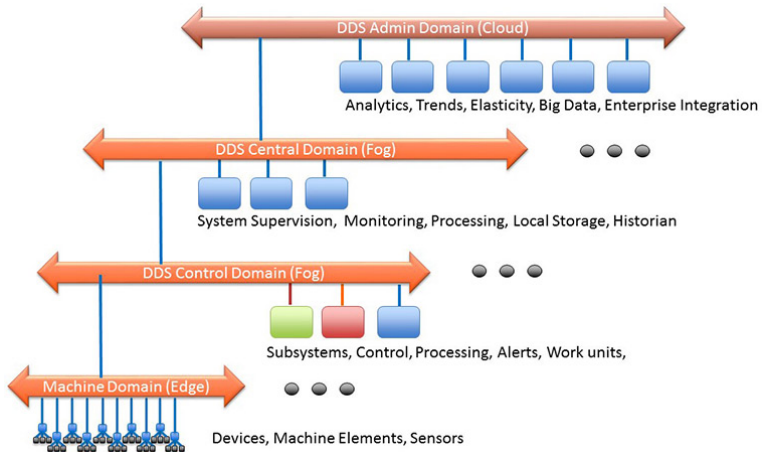 DDS Admin Domain (Cloud)
Analytics, Trends, Elasticity, Big Data, Enterprise Integration
DDS Central Domain (Fog)
System Supervision, Monitoring, Processing, Local Storage, Historian
DDS Control Domain (Fog)
Subsystems, Control, Processing, Alerts, Work units,
Machine Domain (Edge)
Devices, Machine Elements, Sensors